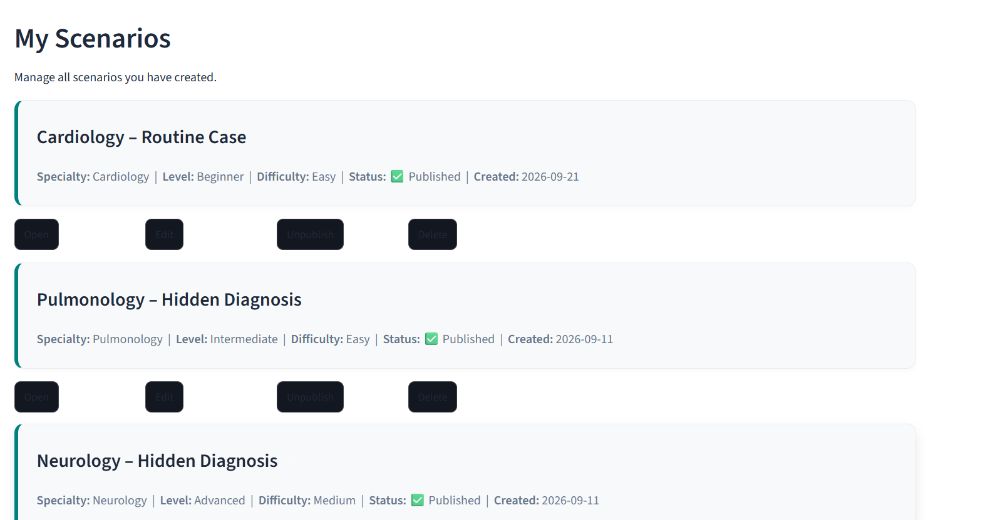 My Scenarios
Manage all scenarios you have created.
Cardiology – Routine Case
Specialty: Cardiology | Level: Beginner | Difficulty: Easy | Status: ✅ Published | Created: 2026-09-21
Open Edit Unpublish Delete
Pulmonology – Hidden Diagnosis
Specialty: Pulmonology | Level: Intermediate | Difficulty: Easy | Status: ✅ Published | Created: 2026-09-11
Open Edit Unpublish Delete
Neurology – Hidden Diagnosis
Specialty: Neurology | Level: Advanced | Difficulty: Medium | Status: ✅ Published | Created: 2026-09-11